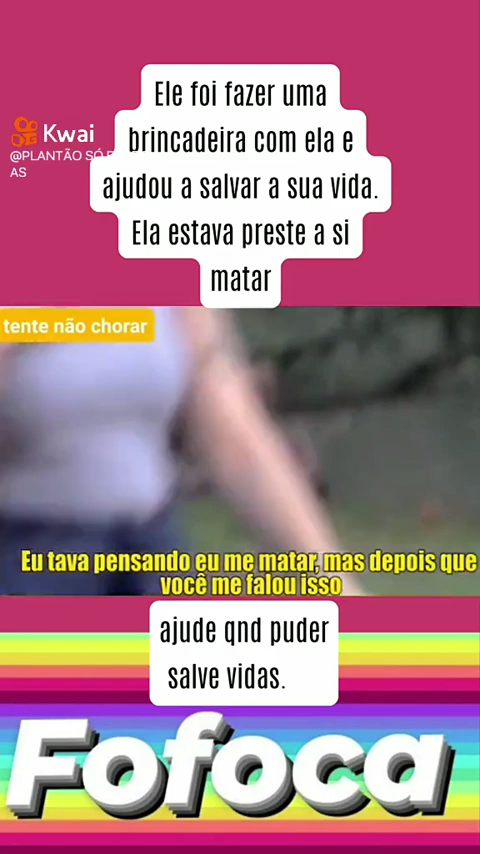 Ele foi fazer uma
Kwai
brincadeira com ela e
@PLANTÃO SÓ
AS
ajudou a salvar a sua vida.
Ela estava preste a si
matar
tente não chorar
Eu tava pensando eu me matar, mas depois que
você me falou isso
ajude qnd puder
salve vidas.
Fofoca